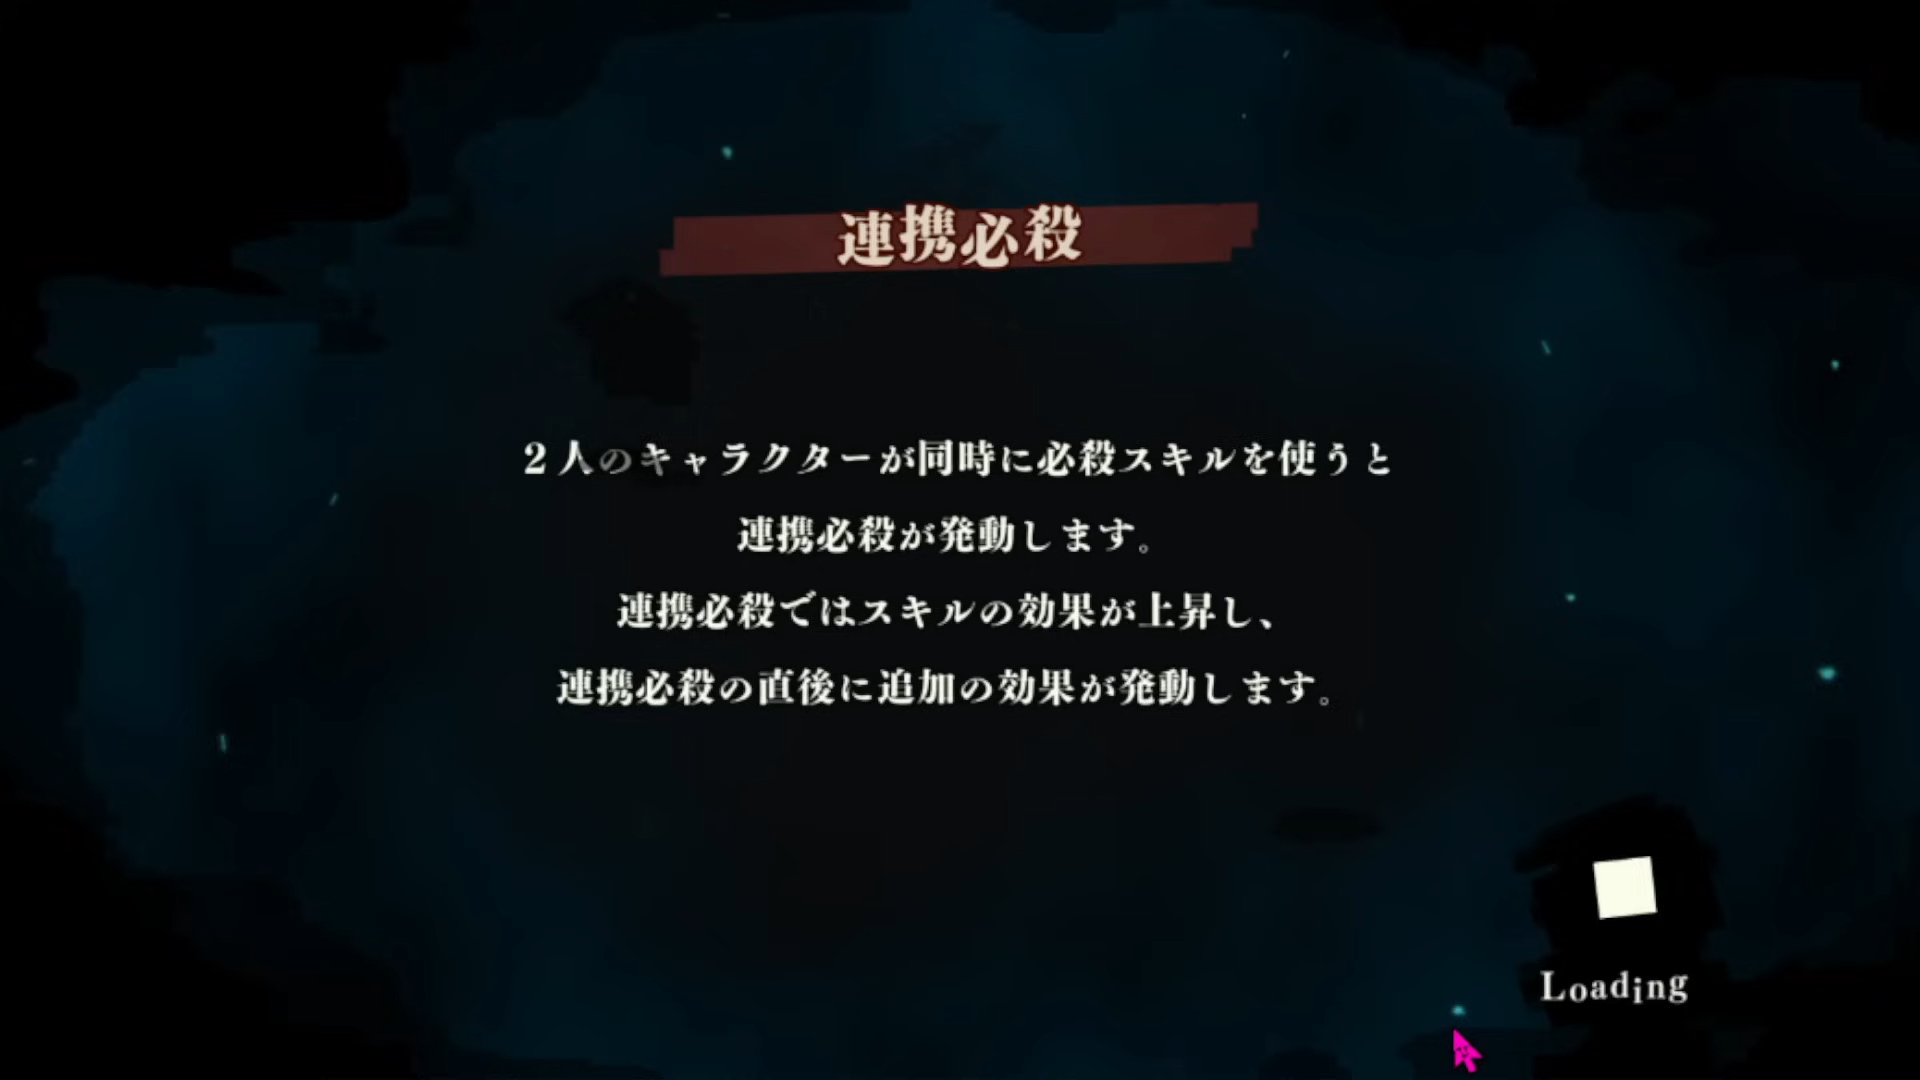 連携必殺
２人のキャラクターが同時に必殺スキルを使うと
連携必殺が発動します。
連携必殺ではスキルの効果が上昇し、
連携必殺の直後に追加の効果が発動します。
Loading